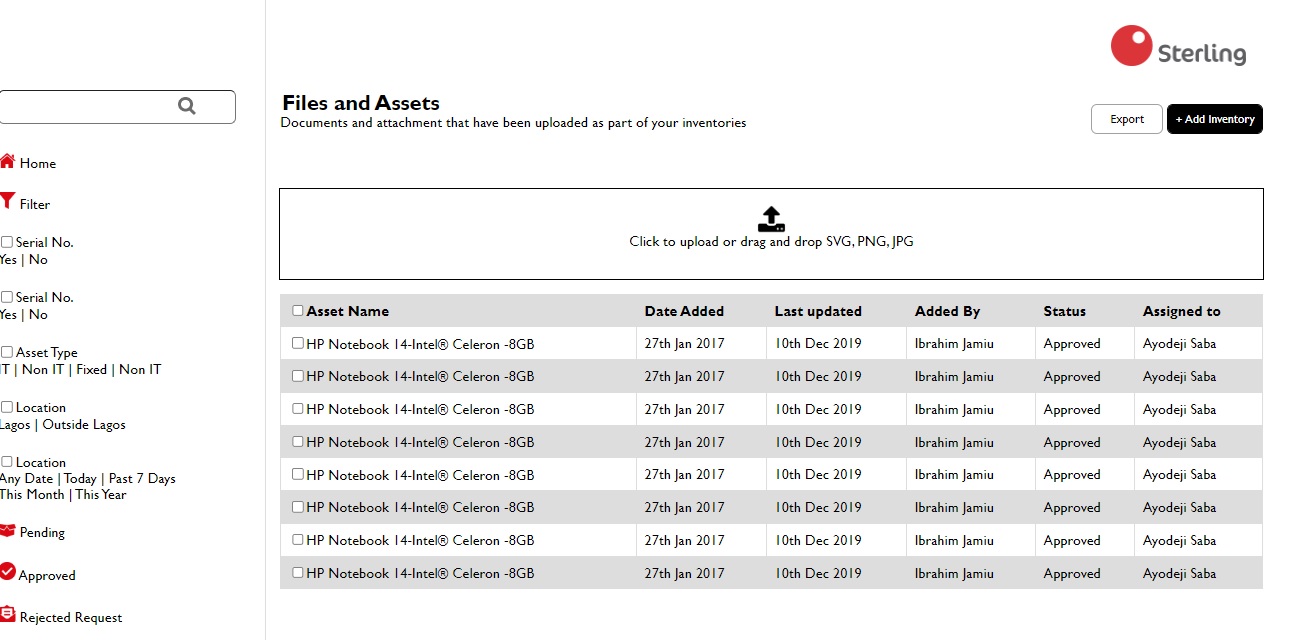 Sterling
Home
Filter
Serial No.
Yes | No
Serial No.
Yes | No
Asset Type
IT | Non IT | Fixed | Non IT
Location
Lagos | Outside Lagos
Location
Any Date | Today | Past 7 Days
This Month | This Year
Pending
Approved
Rejected Request
Files and Assets
Documents and attachment that have been uploaded as part of your inventories
Export
+ Add Inventory
Click to upload or drag and drop SVG, PNG, JPG
Asset Name Date Added Last updated Added By Status Assigned to
HP Notebook 14-Intel® Celeron -8GB 27th Jan 2017 10th Dec 2019 Ibrahim Jamiu Approved Ayodeji Saba
HP Notebook 14-Intel® Celeron -8GB 27th Jan 2017 10th Dec 2019 Ibrahim Jamiu Approved Ayodeji Saba
HP Notebook 14-Intel® Celeron -8GB 27th Jan 2017 10th Dec 2019 Ibrahim Jamiu Approved Ayodeji Saba
HP Notebook 14-Intel® Celeron -8GB 27th Jan 2017 10th Dec 2019 Ibrahim Jamiu Approved Ayodeji Saba
HP Notebook 14-Intel® Celeron -8GB 27th Jan 2017 10th Dec 2019 Ibrahim Jamiu Approved Ayodeji Saba
HP Notebook 14-Intel® Celeron -8GB 27th Jan 2017 10th Dec 2019 Ibrahim Jamiu Approved Ayodeji Saba
HP Notebook 14-Intel® Celeron -8GB 27th Jan 2017 10th Dec 2019 Ibrahim Jamiu Approved Ayodeji Saba
HP Notebook 14-Intel® Celeron -8GB 27th Jan 2017 10th Dec 2019 Ibrahim Jamiu Approved Ayodeji Saba